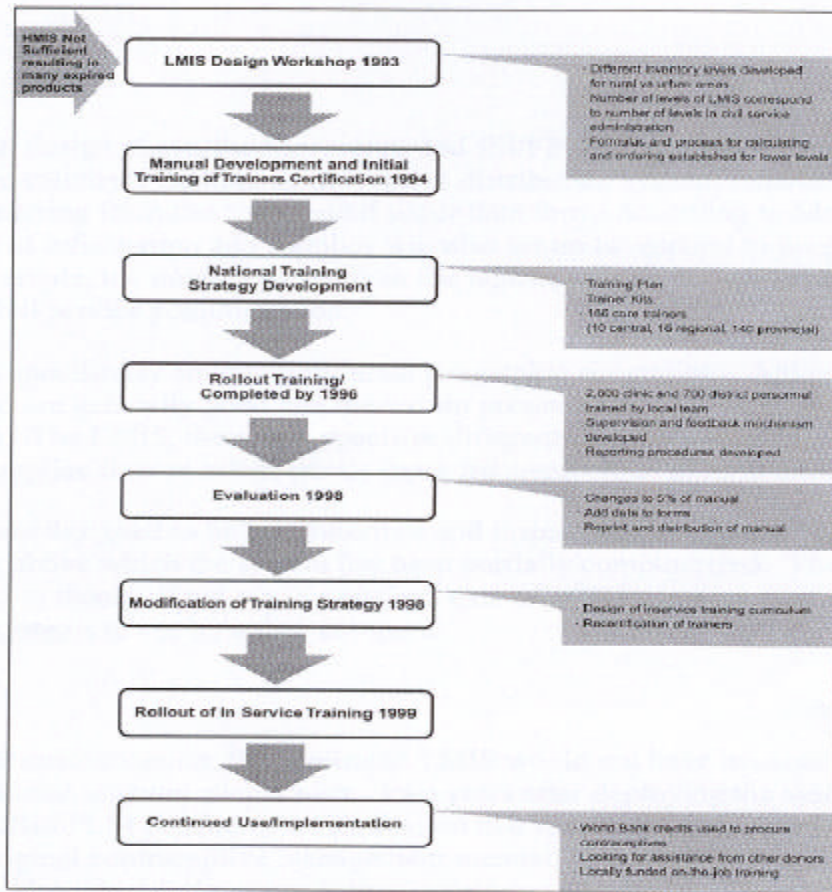 HMIS Not
Sufficient
resulting in
many expired
products
LMIS Design Workshop 1993
- Different inventory levels developed
for rural vs urban areas
Number of levels of LMIS correspond
to number of levels in civil service
administration
- Formulas and process for calculating
and ordering established for lower levels
Manual Development and Initial
Training of Trainers Certification 1994
National Training
Strategy Development
Training Plan
Trainer Kits
166 core trainers
(10 central, 16 regional, 140 provincial)
Rollout Training/
Completed by 1996
2,800 clinic and 700 district personnel
trained by local team
Supervision and feedback mechanism
developed
Reporting procedures developed
Evaluation 1998
Changes to 5% of manual
Add data to forms
Reprint and distribution of manual
Modification of Training Strategy 1998
- Design of inservice training curriculum
- Recertification of trainers
Rollout of In Service Training 1999
Continued Use/Implementation
World Bank credits used to procure
contraceptives
Looking for assistance from other donors
Locally funded on-the-job training